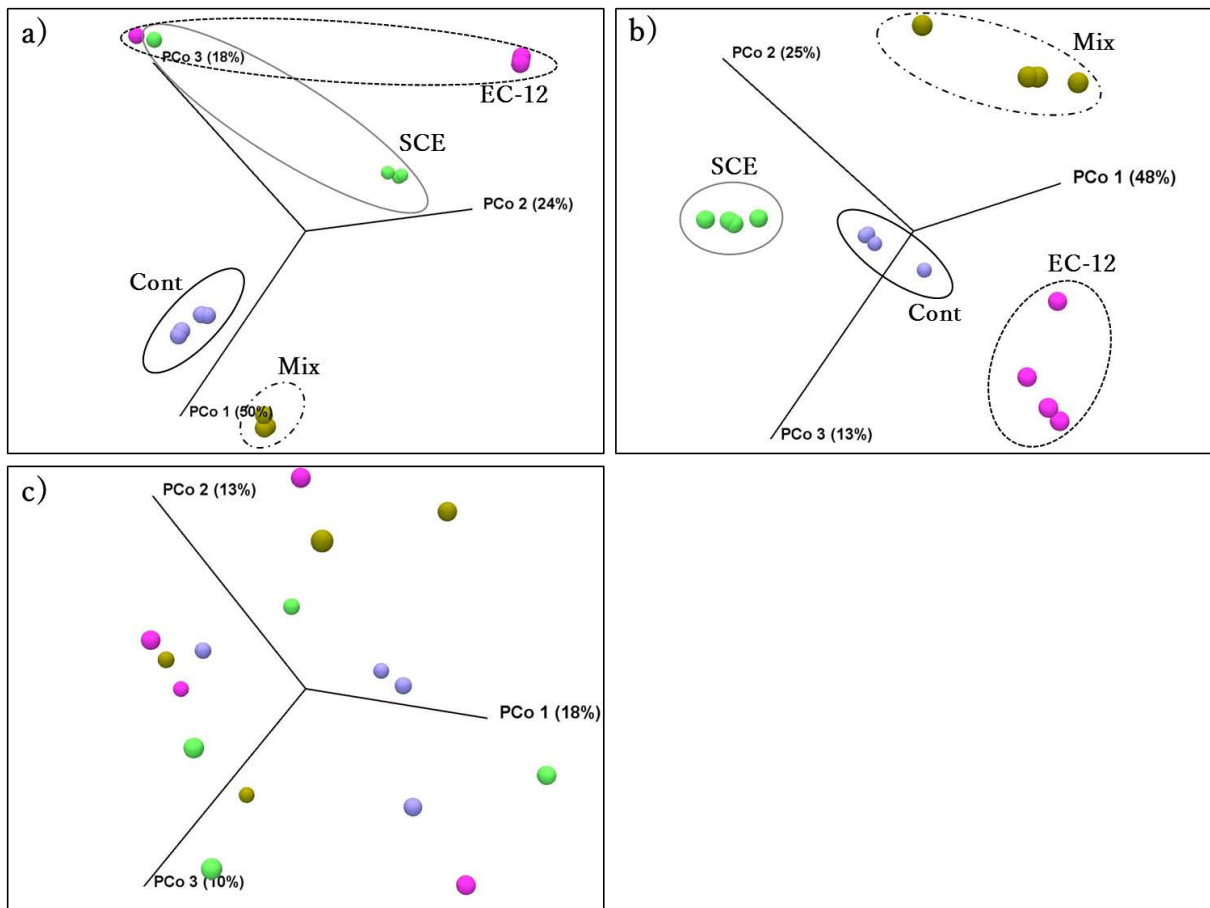 a)
PCo 3 (18%)
EC-12
SCE
PCo 2 (24%)
Cont
Mix
PCo 1 (50%)
b)
Mix
PCo 2 (25%)
SCE
PCo 1 (48%)
EC-12
Cont
PCo 3 (13%)
c)
PCo 2 (13%)
PCo 1 (18%)
PCo 3 (10%)